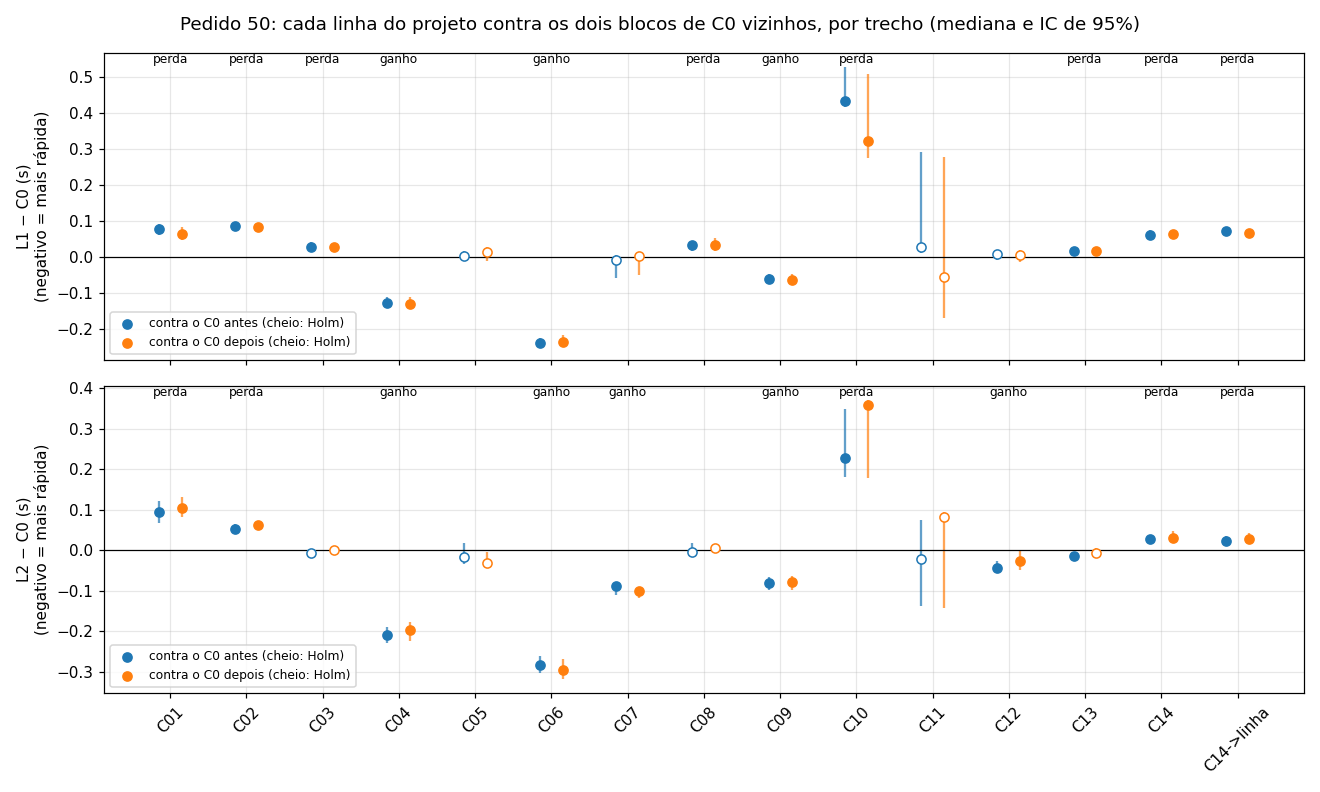 Pedido 50: cada linha do projeto contra os dois blocos de C0 vizinhos, por trecho (mediana e IC de 95%)
perda perda perda ganho ganho perda ganho perda perda perda perda
L1 − C0 (s)
(negativo = mais rápida)
0.5
0.4
0.3
0.2
0.1
0.0
−0.1
−0.2
contra o C0 antes (cheio: Holm)
contra o C0 depois (cheio: Holm)
perda perda ganho ganho ganho ganho perda ganho perda perda
L2 − C0 (s)
(negativo = mais rápida)
0.4
0.3
0.2
0.1
0.0
−0.1
−0.2
−0.3
contra o C0 antes (cheio: Holm)
contra o C0 depois (cheio: Holm)
C01 C02 C03 C04 C05 C06 C07 C08 C09 C10 C11 C12 C13 C14 C14->linha